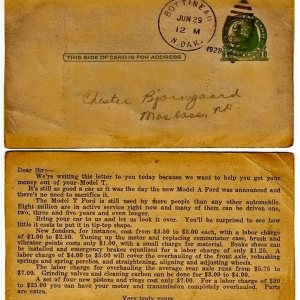 BOTTINEAU
JUN 29
12 M
N. DAK.
1928
THIS SIDE OF CARD IS FOR ADDRESS
Chester Bjorngaard
Dear Sir:—
We're writing this letter to you today because we want to help you get your
money out of your Model T.
It's still as good a car as it was the day the new Model A Ford was announced and
there's no need to sacrifice it.
The Model T Ford is still used by more people than any other automobile.
Eight million are in active service right now and many of them can be driven one,
two, three and five years and even longer.
Bring your car to us and let us look it over. You'll be surprised to see how
little it costs to put it in tip-top shape.
New fenders, for instance, cost from $3.50 to $5.00 each, with a labor charge
of $1.00 to $2.50. Tuning up the motor and replacing commutator case, brush and
vibrator points costs only $1.00, with a small charge for material. Brake shoes can
be installed and emergency brakes equalized for a labor charge of only $1.50. A
labor charge of $4.00 to $5.00 will cover the overhauling of the front axle, rebushing
springs and spring perches, and straightening, aligning and adjusting wheels.
The labor charge for overhauling the average rear axle runs from $5.75 to
$7.00. Grinding valves and cleaning carbon can be done for $3.00 to $4.00.
A set of four new pistons and rings cost only $7.00. For a labor charge of $20
to $25.00 you can have your motor and transmission completely overhauled. Parts
are extra.
Very truly yours